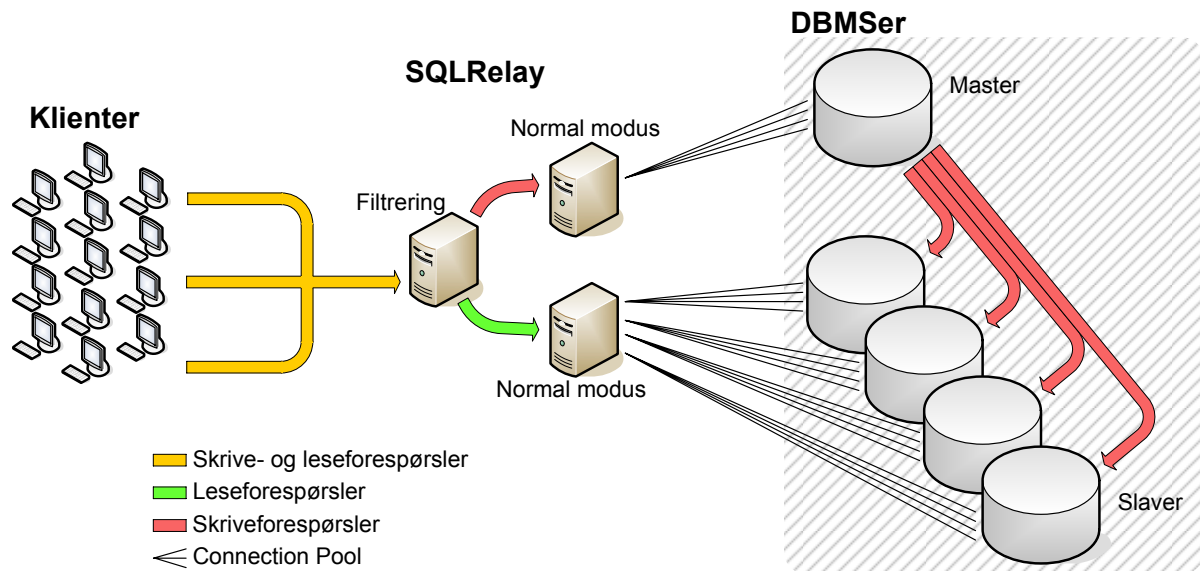 DBMSer
SQLRelay
Klienter
Master
Normal modus
Filtrering
Normal modus
Skrive- og leseforespørsler
Leseforespørsler
Skriveforespørsler
Connection Pool
Slaver